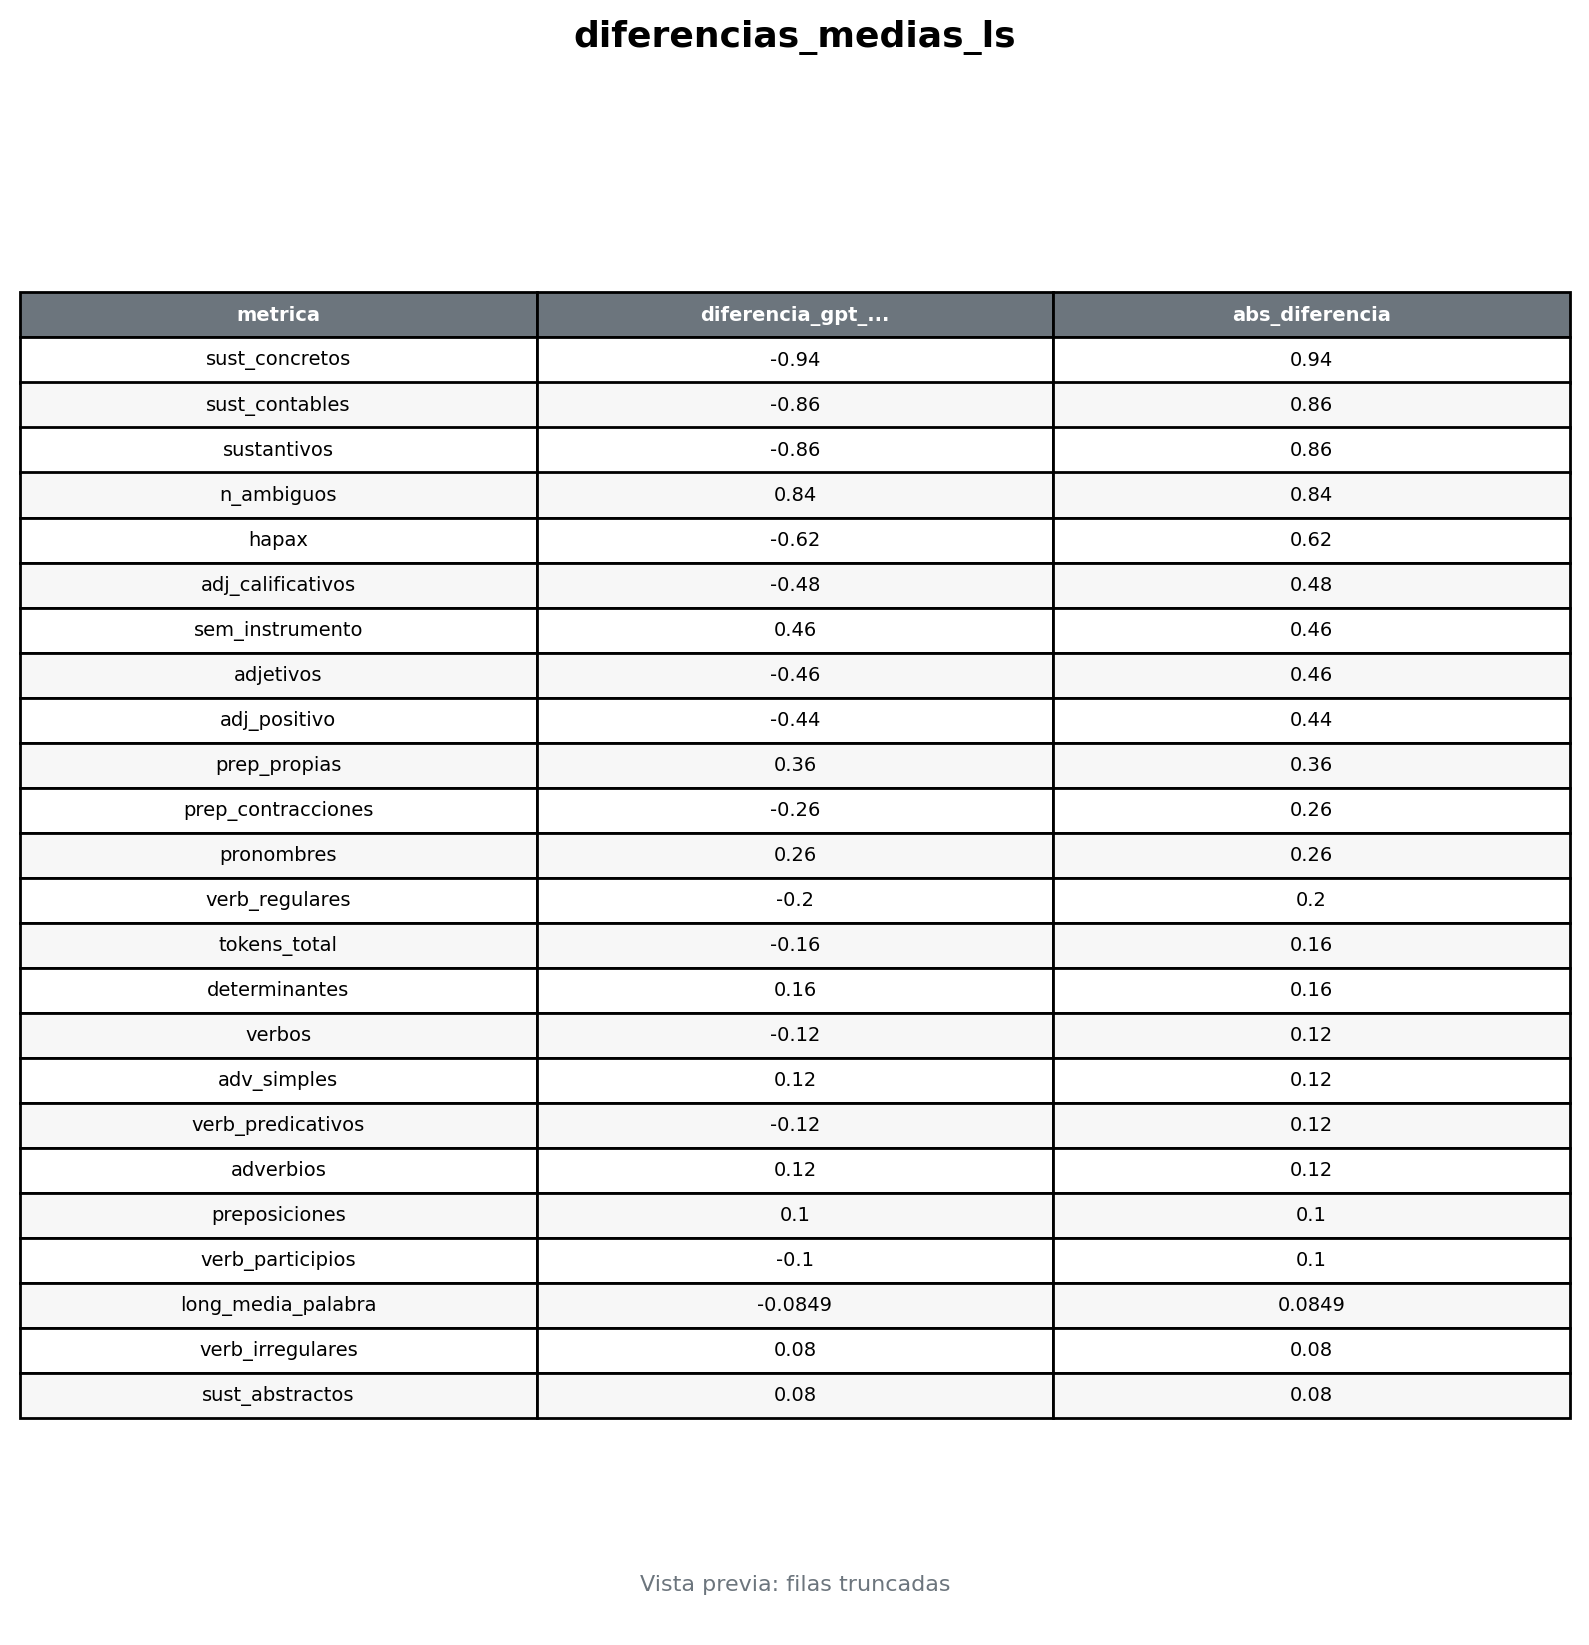 diferencias_medias_ls
metrica diferencia_gpt_... abs_diferencia
sust_concretos -0.94 0.94
sust_contables -0.86 0.86
sustantivos -0.86 0.86
n_ambiguos 0.84 0.84
hapax -0.62 0.62
adj_calificativos -0.48 0.48
sem_instrumento 0.46 0.46
adjetivos -0.46 0.46
adj_positivo -0.44 0.44
prep_propias 0.36 0.36
prep_contracciones -0.26 0.26
pronombres 0.26 0.26
verb_regulares -0.2 0.2
tokens_total -0.16 0.16
determinantes 0.16 0.16
verbos -0.12 0.12
adv_simples 0.12 0.12
verb_predicativos -0.12 0.12
adverbios 0.12 0.12
preposiciones 0.1 0.1
verb_participios -0.1 0.1
long_media_palabra -0.0849 0.0849
verb_irregulares 0.08 0.08
sust_abstractos 0.08 0.08
Vista previa: filas truncadas